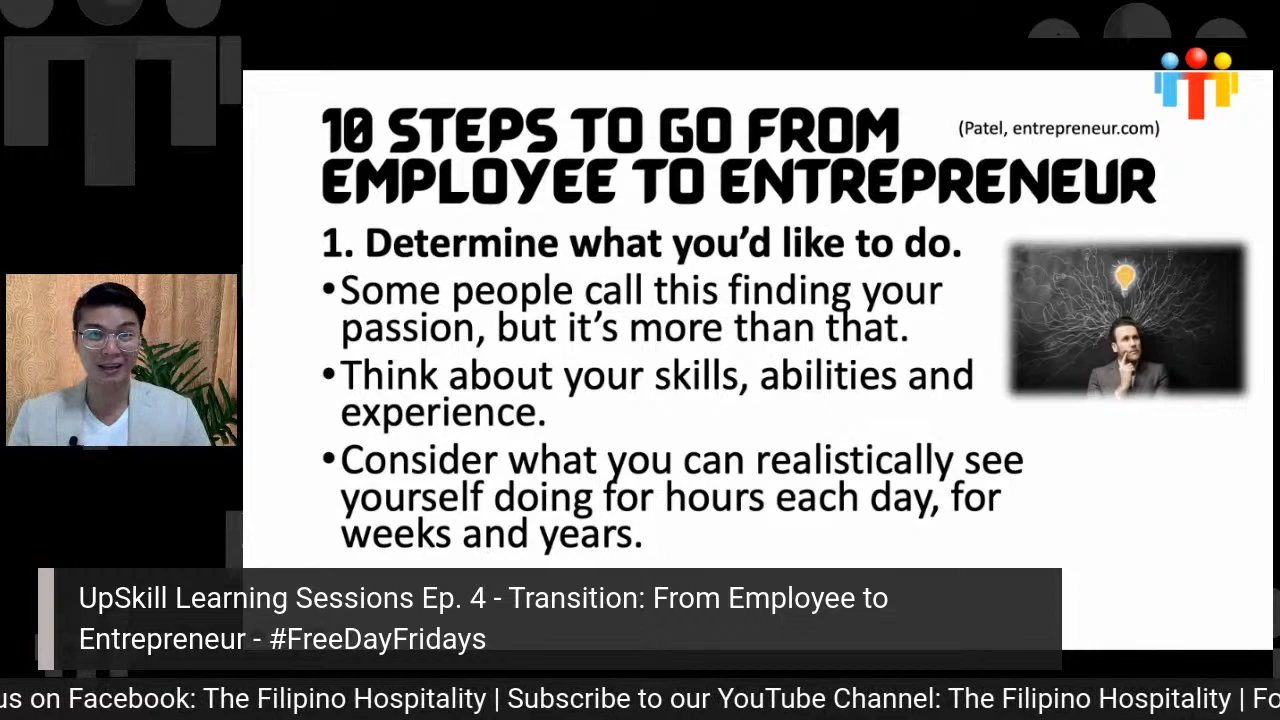 10 STEPS TO GO FROM
(Patel, entrepreneur.com)
EMPLOYEE TO ENTREPRENEUR
1. Determine what you’d like to do.
•Some people call this finding your
passion, but it’s more than that.
•Think about your skills, abilities and
experience.
•Consider what you can realistically see
yourself doing for hours each day, for
weeks and years.
UpSkill Learning Sessions Ep. 4 - Transition: From Employee to
Entrepreneur - #FreeDayFridays
us on Facebook: The Filipino Hospitality | Subscribe to our YouTube Channel: The Filipino Hospitality | Fo